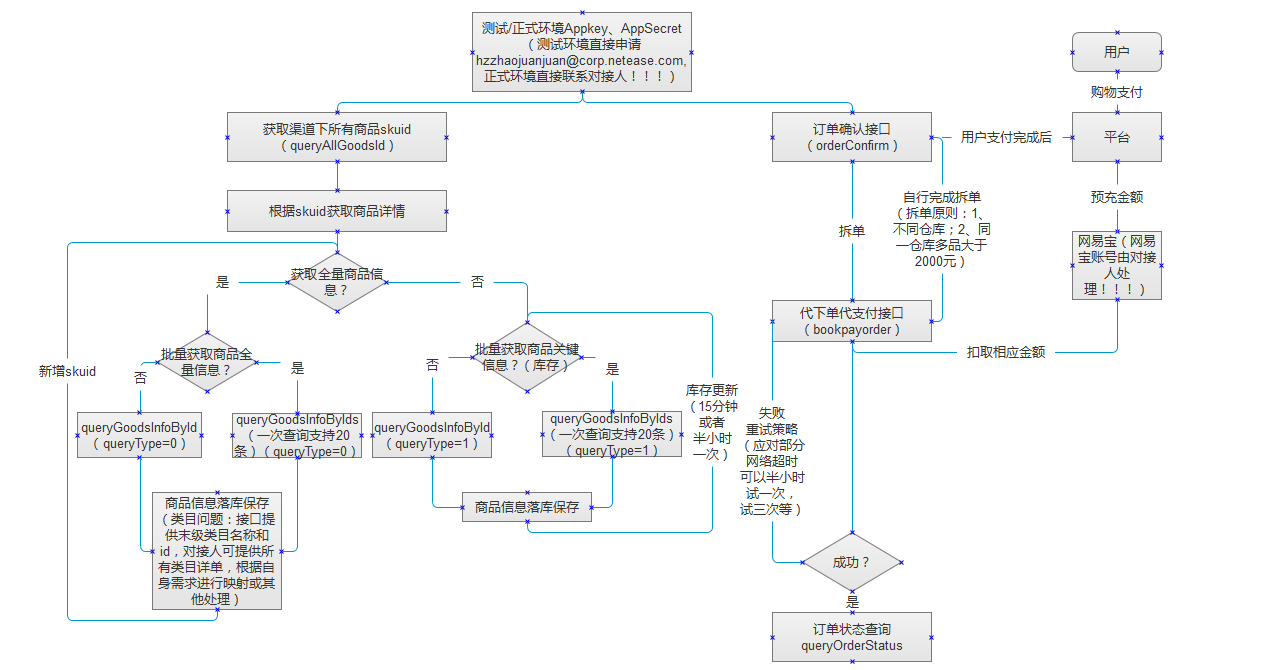 测试/正式环境Appkey、AppSecret
（测试环境直接申请
hzzhaojuanjuan@corp.netease.com,
正式环境直接联系对接人！！！）
用户
购物支付
获取渠道下所有商品skuid
（queryAllGoodsId）
订单确认接口
（orderConfirm）
用户支付完成后
平台
根据skuid获取商品详情
自行完成拆单
（拆单原则：1、
不同仓库；2、同
一仓库多品大于
2000元）
预充金额
拆单
网易宝（网易
宝账号由对接
人处
理！！！）
获取全量商品信
息？
是
否
代下单代支付接口
（bookpayorder）
扣取相应金额
批量获取商品全
量信息？
批量获取商品关键
信息？（库存）
新增skuid
否
是
否
是
库存更新
（15分钟
或者
半小时
一次）
queryGoodsInfoById
（queryType=0）
queryGoodsInfoByIds
（一次查询支持20
条）（queryType=0）
queryGoodsInfoById
（queryType=1）
queryGoodsInfoByIds
（一次查询支持20条）
（queryType=1）
失败
重试策略
（应对部分
网络超时
可以半小时
试一次，
试三次等）
商品信息落库保存
（类目问题：接口提
供末级类目名称和
id，对接人可提供所
有类目详单，根据自
身需求进行映射或其
他处理）
商品信息落库保存
成功？
是
订单状态查询
queryOrderStatus